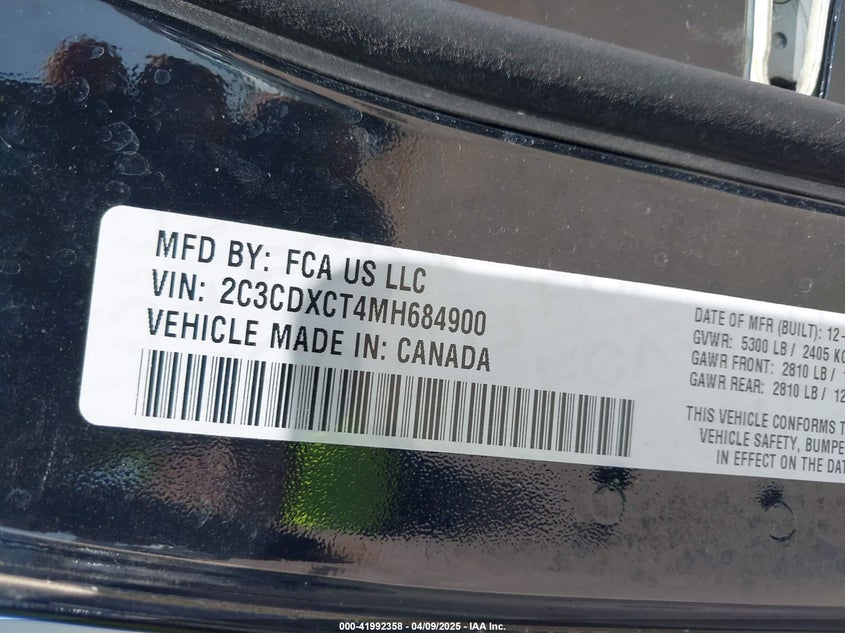 MFD BY: FCA US LLC
VIN: 2C3CDXCT4MH684900
VEHICLE MADE IN: CANADA
DATE OF MFR (BUILT): 12-
GVWR: 5300 LB / 2405 KG
GAWR FRONT: 2810 LB / 1
GAWR REAR: 2810 LB / 12
THIS VEHICLE CONFORMS T
VEHICLE SAFETY, BUMPE
IN EFFECT ON THE DAT
000-41992358 - 04/09/2025 - IAA Inc.